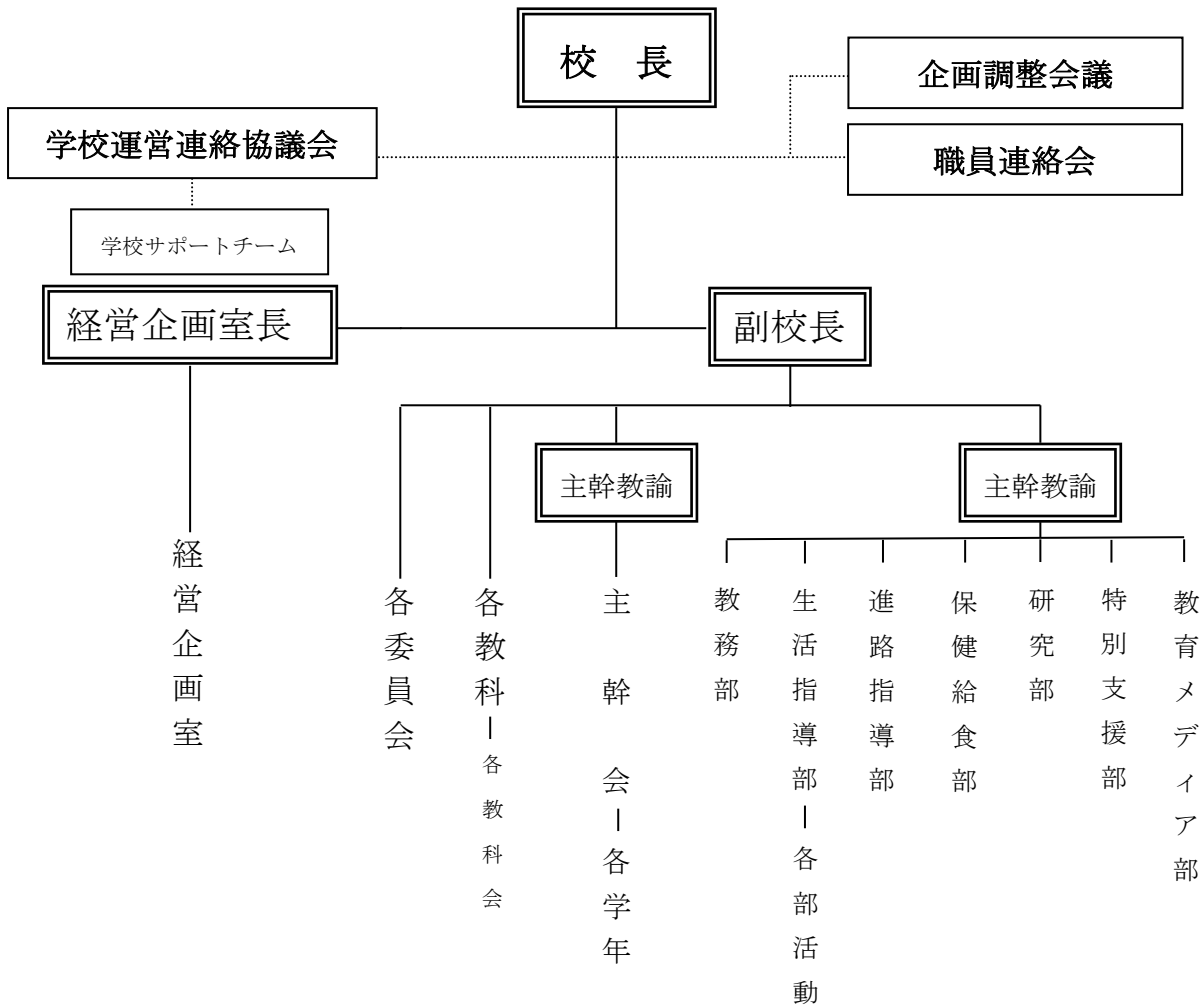 校　長
企画調整会議
学校運営連絡協議会
職員連絡会
学校サポートチーム
経営企画室長
副校長
主幹教諭
主幹教諭
経営企画室
各委員会
各教科ー各教科会
主幹会ー各学年
教務部
生活指導部ー各部活動
進路指導部
保健給食部
研究部
特別支援部
教育メディア部